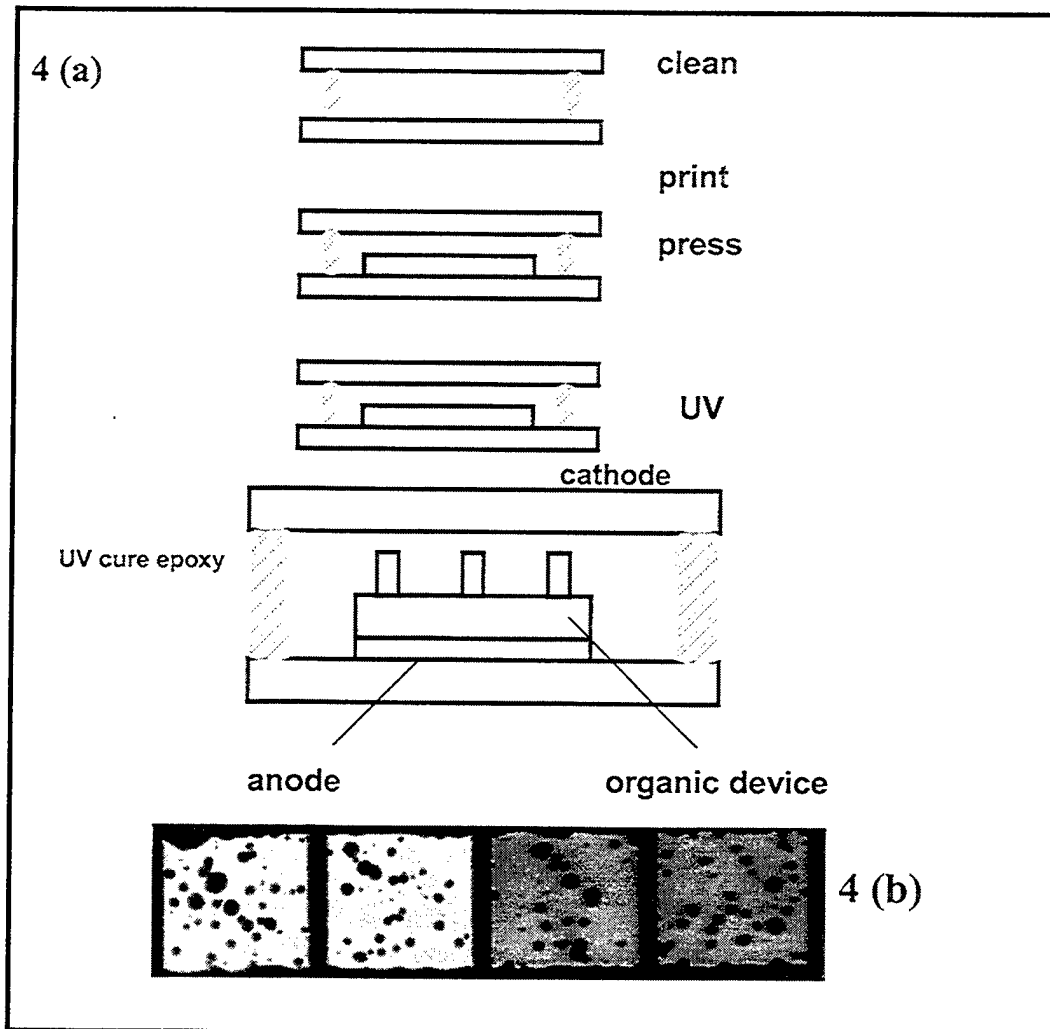 4 (a)
clean
print
press
UV
cathode
UV cure epoxy
anode
organic device
4 (b)